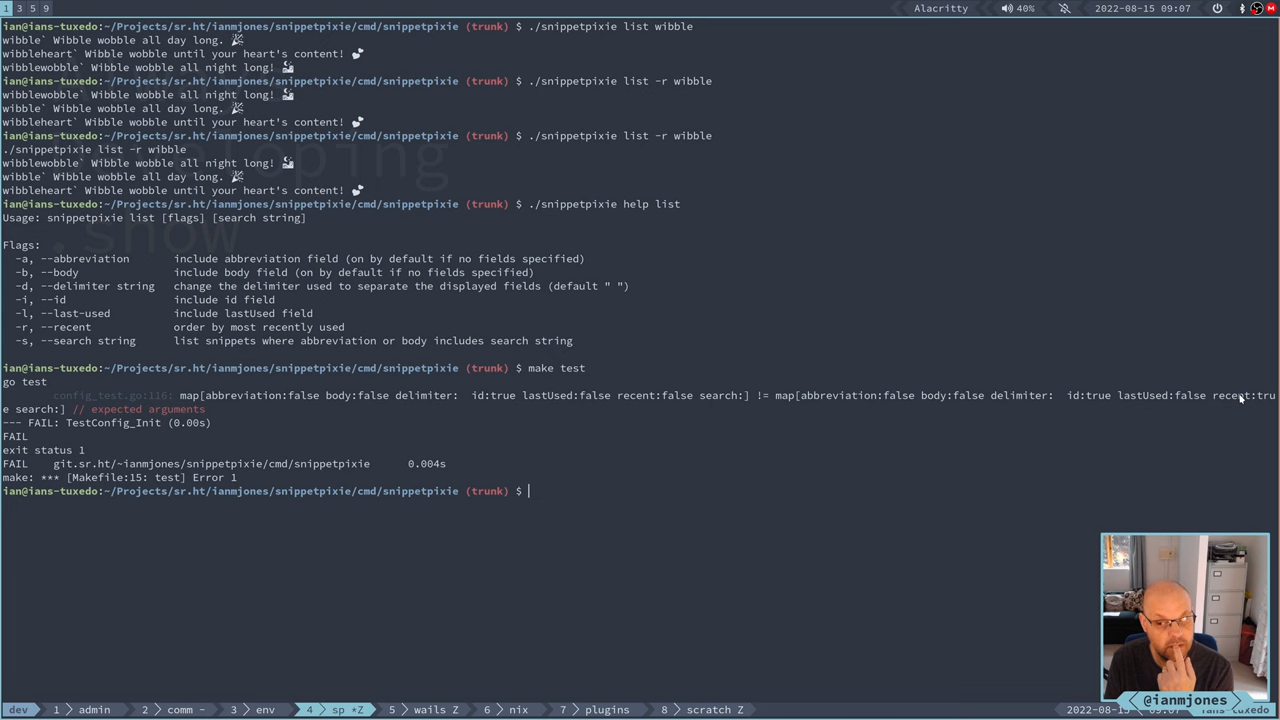 1 3 5 9
Alacritty
40%
2022-08-15 09:07
ian@ians-tuxedo:~/Projects/sr.ht/ianmjones/snippetpixie/cmd/snippetpixie (trunk) $ ./snippetpixie list wibble
wibble` Wibble wobble all day long. 🎉
wibbleheart` Wibble wobble until your heart's content! 💕
wibblewobble` Wibble wobble all night long!
ian@ians-tuxedo:~/Projects/sr.ht/ianmjones/snippetpixie/cmd/snippetpixie (trunk) $ ./snippetpixie list -r wibble
wibblewobble` Wibble wobble all night long!
wibble` Wibble wobble all day long. 🎉
wibbleheart` Wibble wobble until your heart's content! 💕
ian@ians-tuxedo:~/Projects/sr.ht/ianmjones/snippetpixie/cmd/snippetpixie (trunk) $ ./snippetpixie list -r wibble
./snippetpixie list -r wibble
wibblewobble` Wibble wobble all night long!
wibble` Wibble wobble all day long. 🎉
wibbleheart` Wibble wobble until your heart's content! 💕
ian@ians-tuxedo:~/Projects/sr.ht/ianmjones/snippetpixie/cmd/snippetpixie (trunk) $ ./snippetpixie help list
Usage: snippetpixie list [flags] [search string]
.show
Flags:
-a, --abbreviation include abbreviation field (on by default if no fields specified)
-b, --body include body field (on by default if no fields specified)
-d, --delimiter string change the delimiter used to separate the displayed fields (default " ")
-i, --id include id field
-l, --last-used include lastUsed field
-r, --recent order by most recently used
-s, --search string list snippets where abbreviation or body includes search string
ian@ians-tuxedo:~/Projects/sr.ht/ianmjones/snippetpixie/cmd/snippetpixie (trunk) $ make test
go test
config_test.go:116: map[abbreviation:false body:false delimiter:  id:true lastUsed:false recent:false search:] != map[abbreviation:false body:false delimiter:  id:true lastUsed:false recent:tru
e search:] // expected arguments
--- FAIL: TestConfig_Init (0.00s)
FAIL
exit status 1
FAIL git.sr.ht/~ianmjones/snippetpixie/cmd/snippetpixie 0.004s
make: *** [Makefile:15: test] Error 1
ian@ians-tuxedo:~/Projects/sr.ht/ianmjones/snippetpixie/cmd/snippetpixie (trunk) $
@ianmjones
dev 1 admin 2 comm - 3 env 4 sp *Z 5 wails Z 6 nix 7 plugins 8 scratch Z